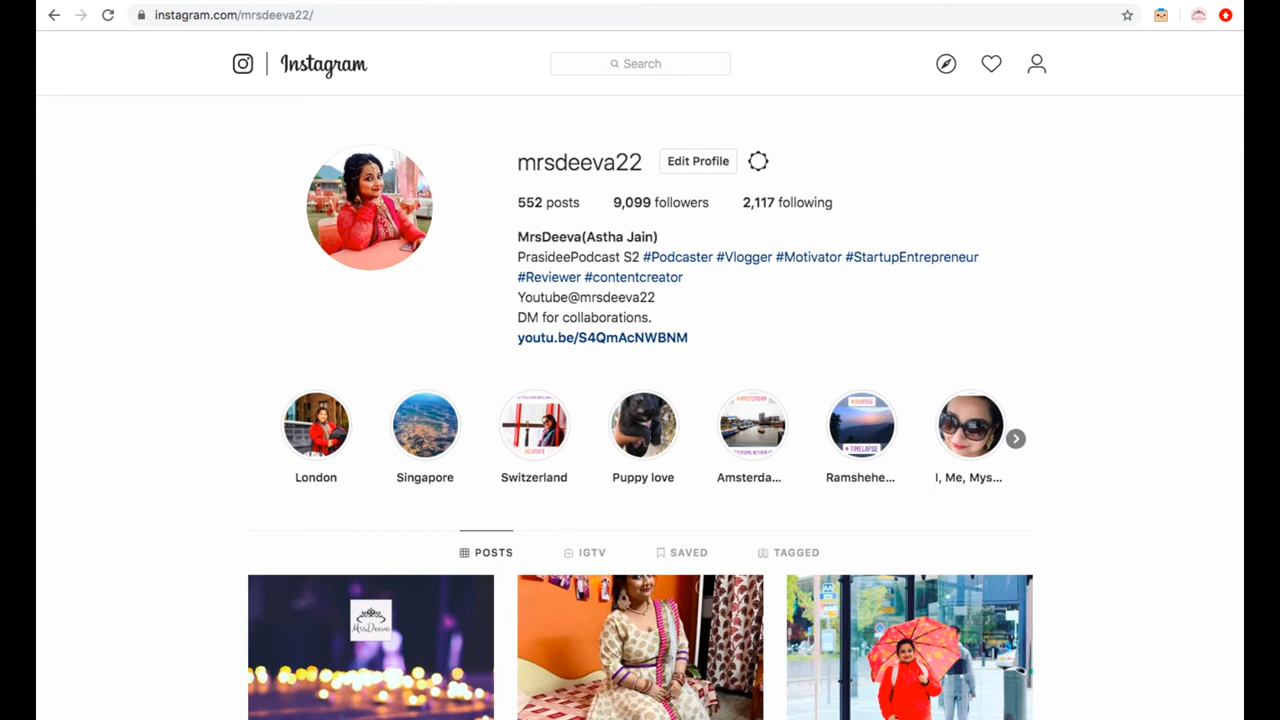 instagram.com/mrsdeeva22/
Instagram
Search
mrsdeeva22 Edit Profile
552 posts 9,099 followers 2,117 following
MrsDeeva(Astha Jain)
PrasideePodcast S2 #Podcaster #Vlogger #Motivator #StartupEntrepreneur
#Reviewer #contentcreator
Youtube@mrsdeeva22
DM for collaborations.
youtu.be/S4QmAcNWBNM
#AMSTERDAM
TIMELAPSE
London Singapore Switzerland Puppy love Amsterda... Ramshehe... I, Me, Mys...
POSTS IGTV SAVED TAGGED
MrsDeeva